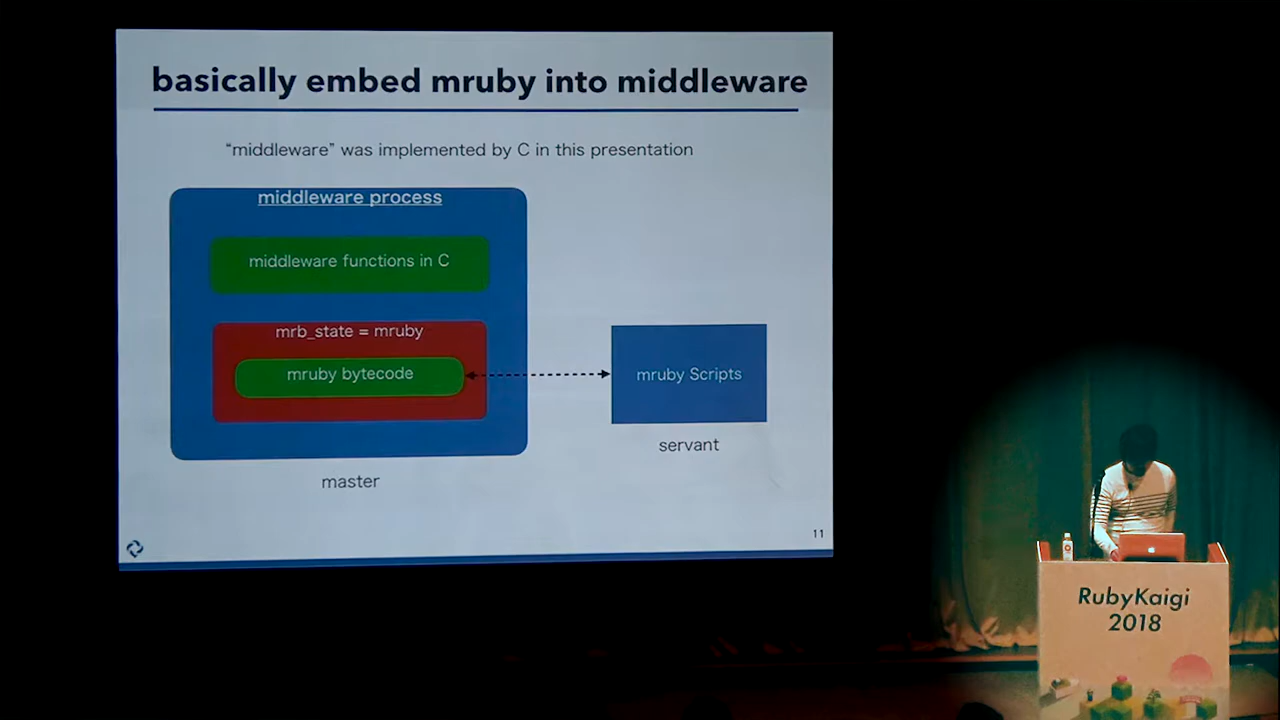 basically embed mruby into middleware
“middleware” was implemented by C in this presentation
middleware process
middleware functions in C
mrb_state = mruby
mruby bytecode
mruby Scripts
servant
master
11
RubyKaigi
2018